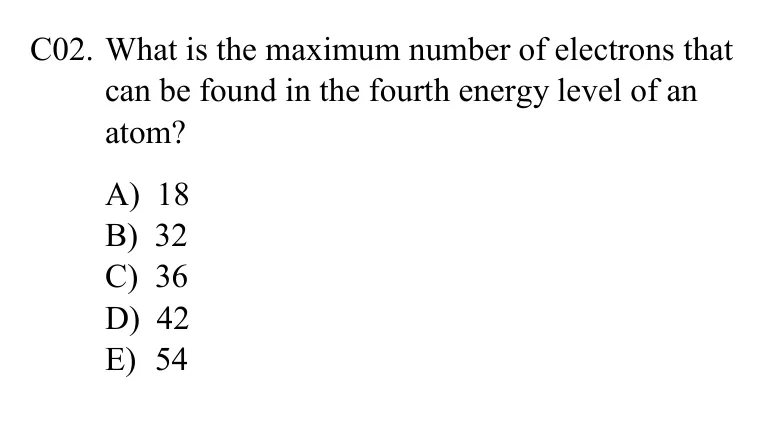 C02. What is the maximum number of electrons that
can be found in the fourth energy level of an
atom?
A) 18
B) 32
C) 36
D) 42
E) 54